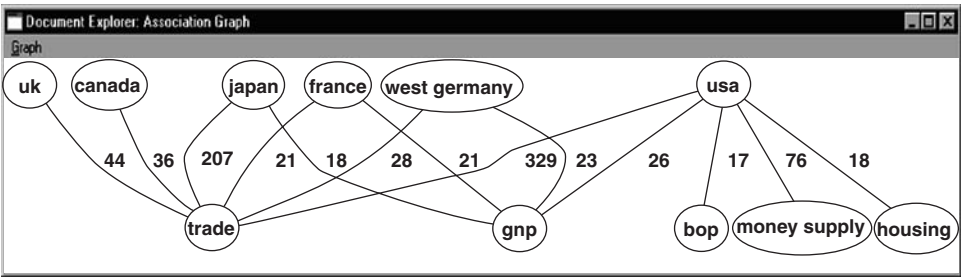 Document Explorer: Association Graph
Graph
uk canada japan france west germany usa
44 36 207 21 18 28 21 329 23 26 17 76 18
trade gnp bop money supply housing